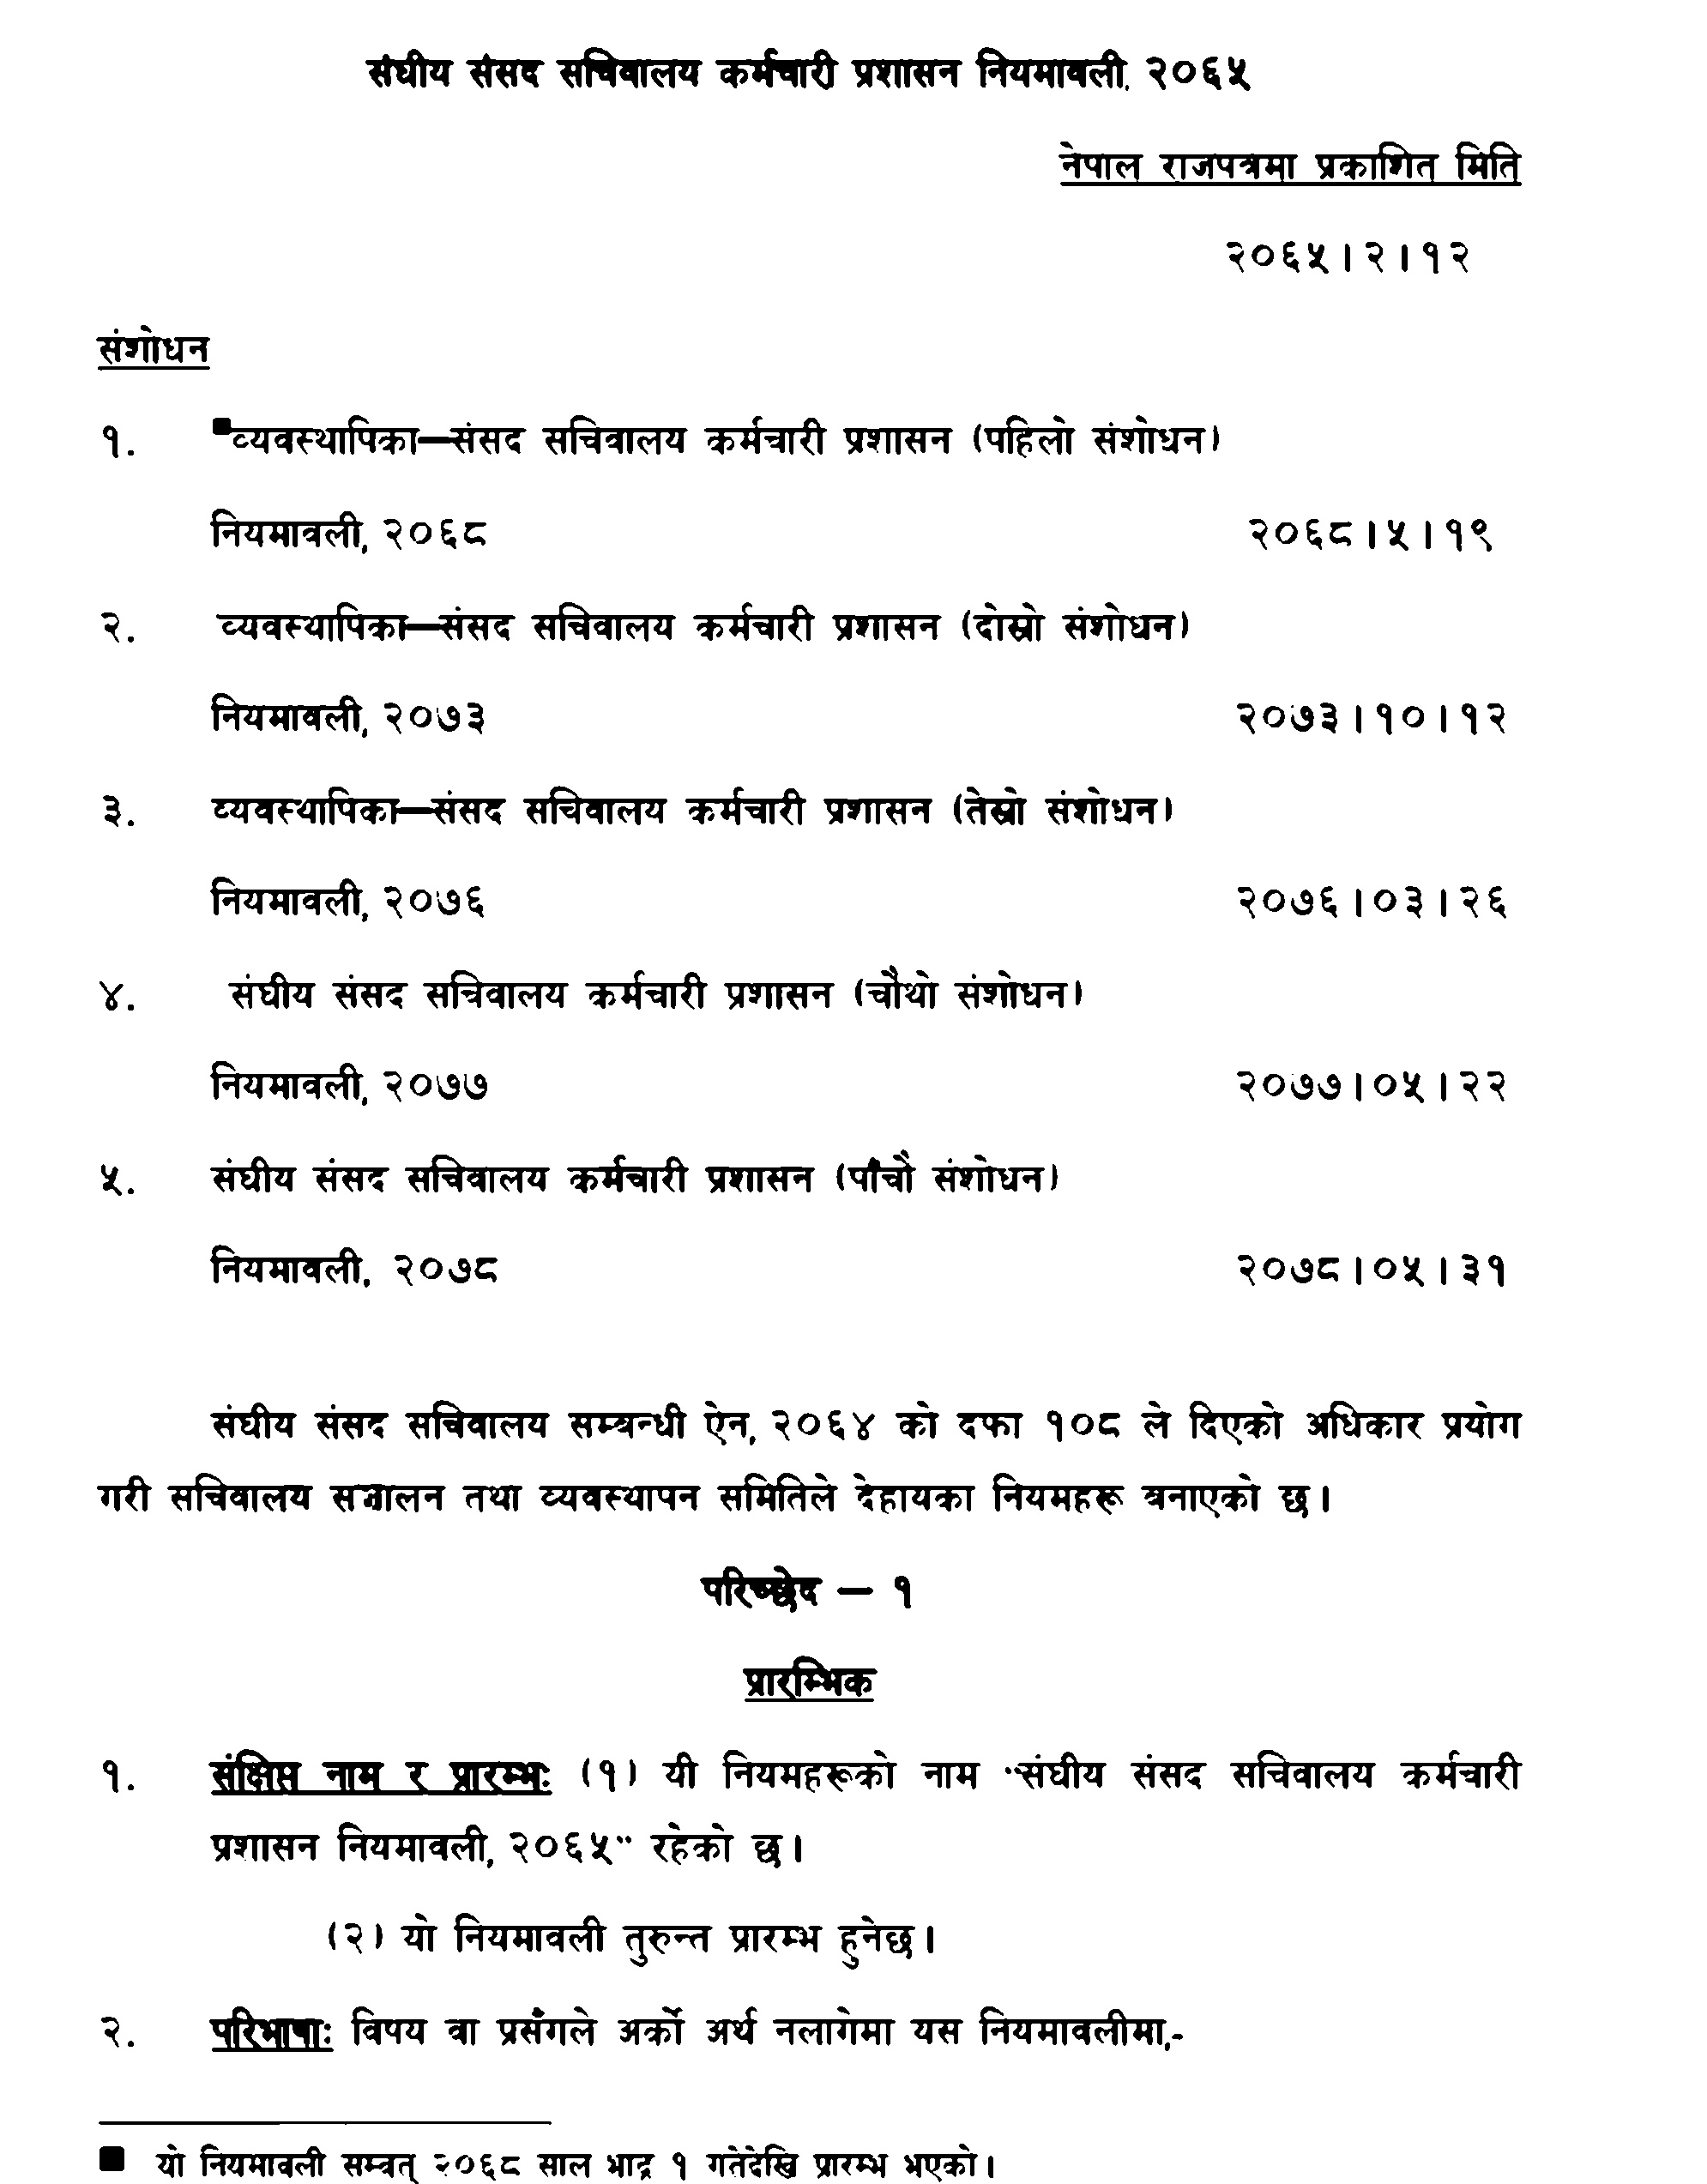 संघीय संसद सचिवालय कर्मचारी प्रशासन नियमावली, २०६५
नेपाल राजपत्रमा प्रकाशित मिति
२०६५।२।१२
संशोधन
१. ■व्यवस्थापिका—संसद सचिवालय कर्मचारी प्रशासन (पहिलो संशोधन)
नियमावली, २०६८ २०६८।५।१९
२. व्यवस्थापिका—संसद सचिवालय कर्मचारी प्रशासन (दोस्रो संशोधन)
नियमावली, २०७३ २०७३।१०।१२
३. व्यवस्थापिका—संसद सचिवालय कर्मचारी प्रशासन (तेस्रो संशोधन)
नियमावली, २०७६ २०७६।०३।२६
४. संघीय संसद सचिवालय कर्मचारी प्रशासन (चौथो संशोधन)
नियमावली, २०७७ २०७७।०५।२२
५. संघीय संसद सचिवालय कर्मचारी प्रशासन (पाँचौ संशोधन)
नियमावली, २०७८ २०७८।०५।३१
संघीय संसद सचिवालय सम्बन्धी ऐन, २०६४ को दफा १०८ ले दिएको अधिकार प्रयोग
गरी सचिवालय सञ्चालन तथा व्यवस्थापन समितिले देहायका नियमहरू बनाएको छ।
परिच्छेद — १
प्रारम्भिक
१. संक्षिप्त नाम र प्रारम्भः (१) यी नियमहरूको नाम "संघीय संसद सचिवालय कर्मचारी
प्रशासन नियमावली, २०६५" रहेको छ।
(२) यो नियमावली तुरुन्त प्रारम्भ हुनेछ।
२. परिभाषाः विषय वा प्रसँगले अर्को अर्थ नलागेमा यस नियमावलीमा,-
■ यो नियमावली सम्वत् २०६८ साल भाद्र १ गतेदेखि प्रारम्भ भएको।